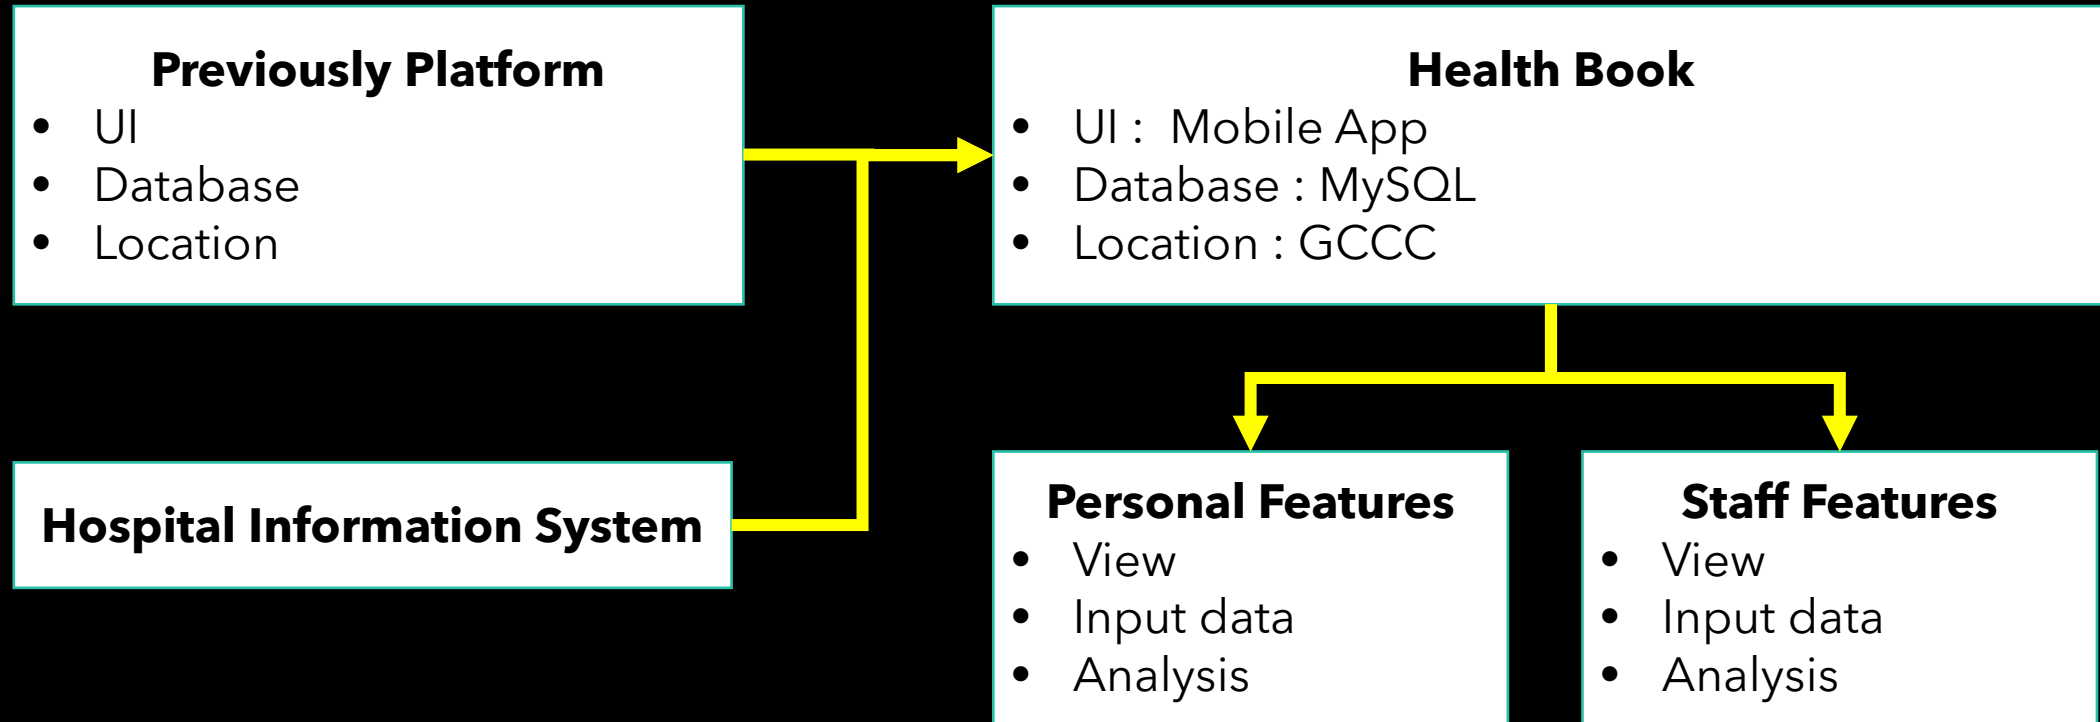 Previously Platform
• UI
• Database
• Location
Health Book
• UI : Mobile App
• Database : MySQL
• Location : GCCC
Hospital Information System
Personal Features
• View
• Input data
• Analysis
Staff Features
• View
• Input data
• Analysis